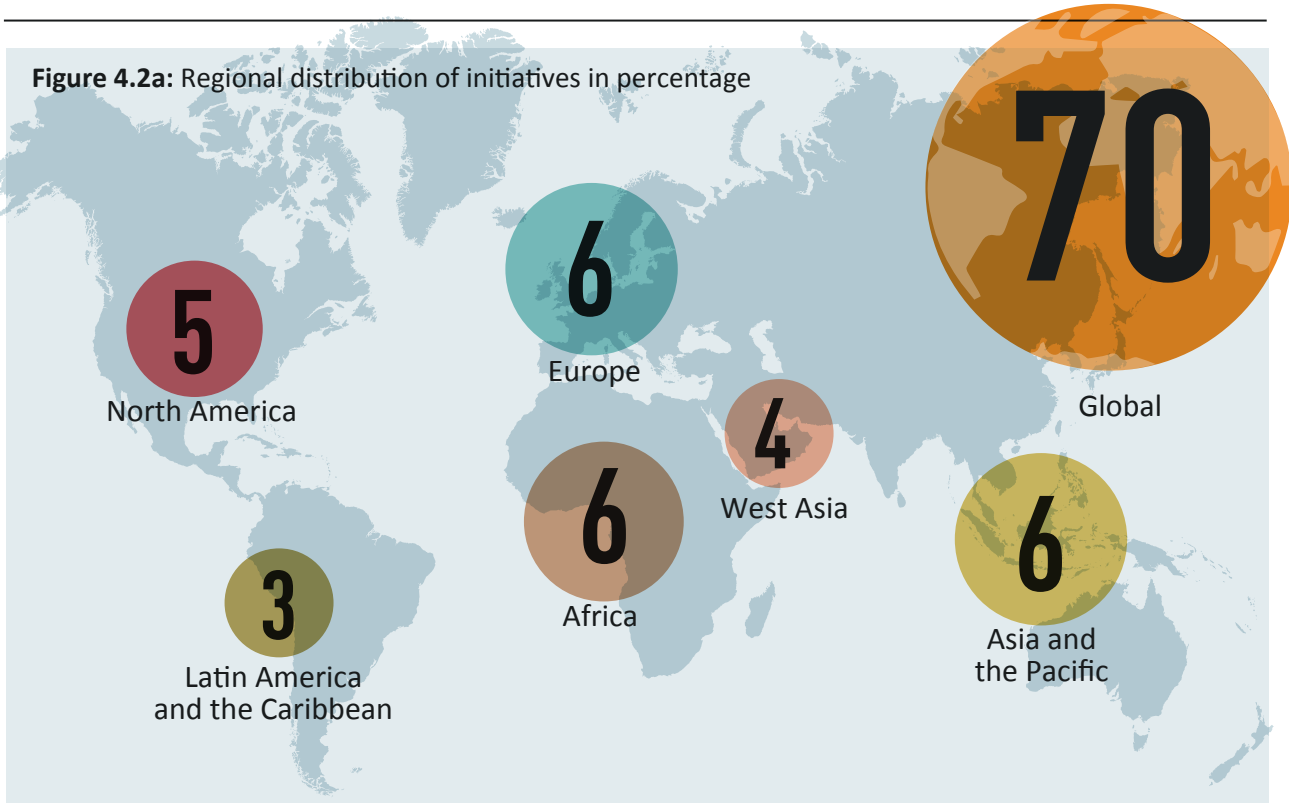 Figure 4.2a: Regional distribution of initiatives in percentage
70
Global
6
Europe
5
North America
4
West Asia
6
Africa
6
Asia and
the Pacific
3
Latin America
and the Caribbean